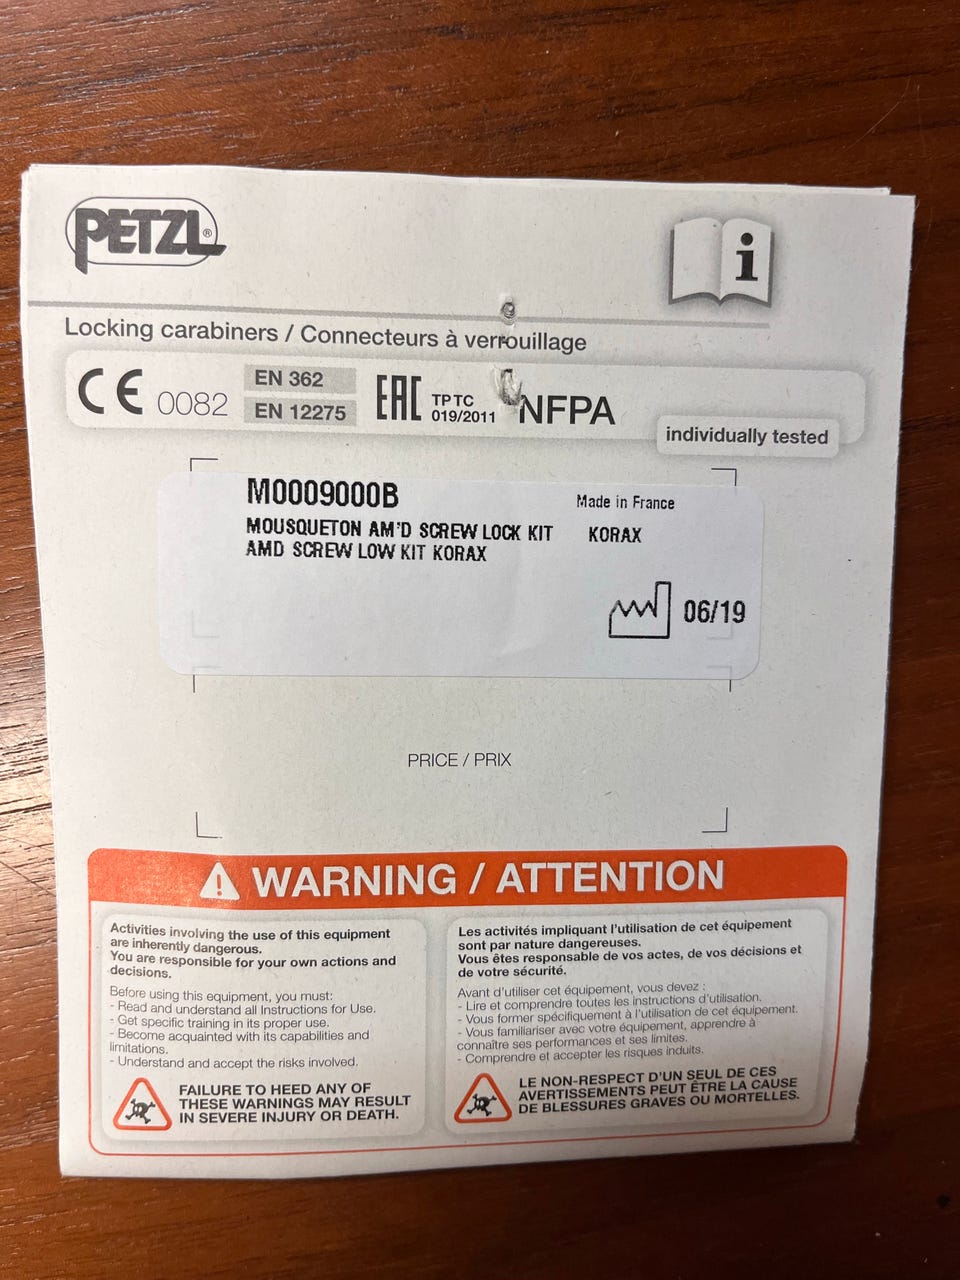 PETZL®
i
Locking carabiners / Connecteurs à verrouillage
CE 0082
EN 362
EN 12275
EAC
TP TC
019/2011
NFPA
individually tested
M0009000B
Made in France
MOUSQUETON AM'D SCREW LOCK KIT KORAX
AMD SCREW LOW KIT KORAX
06/19
PRICE / PRIX
WARNING / ATTENTION
Activities involving the use of this equipment
are inherently dangerous.
You are responsible for your own actions and
decisions.
Before using this equipment, you must:
- Read and understand all Instructions for Use.
- Get specific training in its proper use.
- Become acquainted with its capabilities and
limitations.
- Understand and accept the risks involved.
FAILURE TO HEED ANY OF
THESE WARNINGS MAY RESULT
IN SEVERE INJURY OR DEATH.
Les activités impliquant l'utilisation de cet équipement
sont par nature dangereuses.
Vous êtes responsable de vos actes, de vos décisions et
de votre sécurité.
Avant d'utiliser cet équipement, vous devez :
- Lire et comprendre toutes les instructions d'utilisation.
- Vous former spécifiquement à l'utilisation de cet équipement.
- Vous familiariser avec votre équipement, apprendre à
connaître ses performances et ses limites.
- Comprendre et accepter les risques induits.
LE NON-RESPECT D'UN SEUL DE CES
AVERTISSEMENTS PEUT ÊTRE LA CAUSE
DE BLESSURES GRAVES OU MORTELLES.